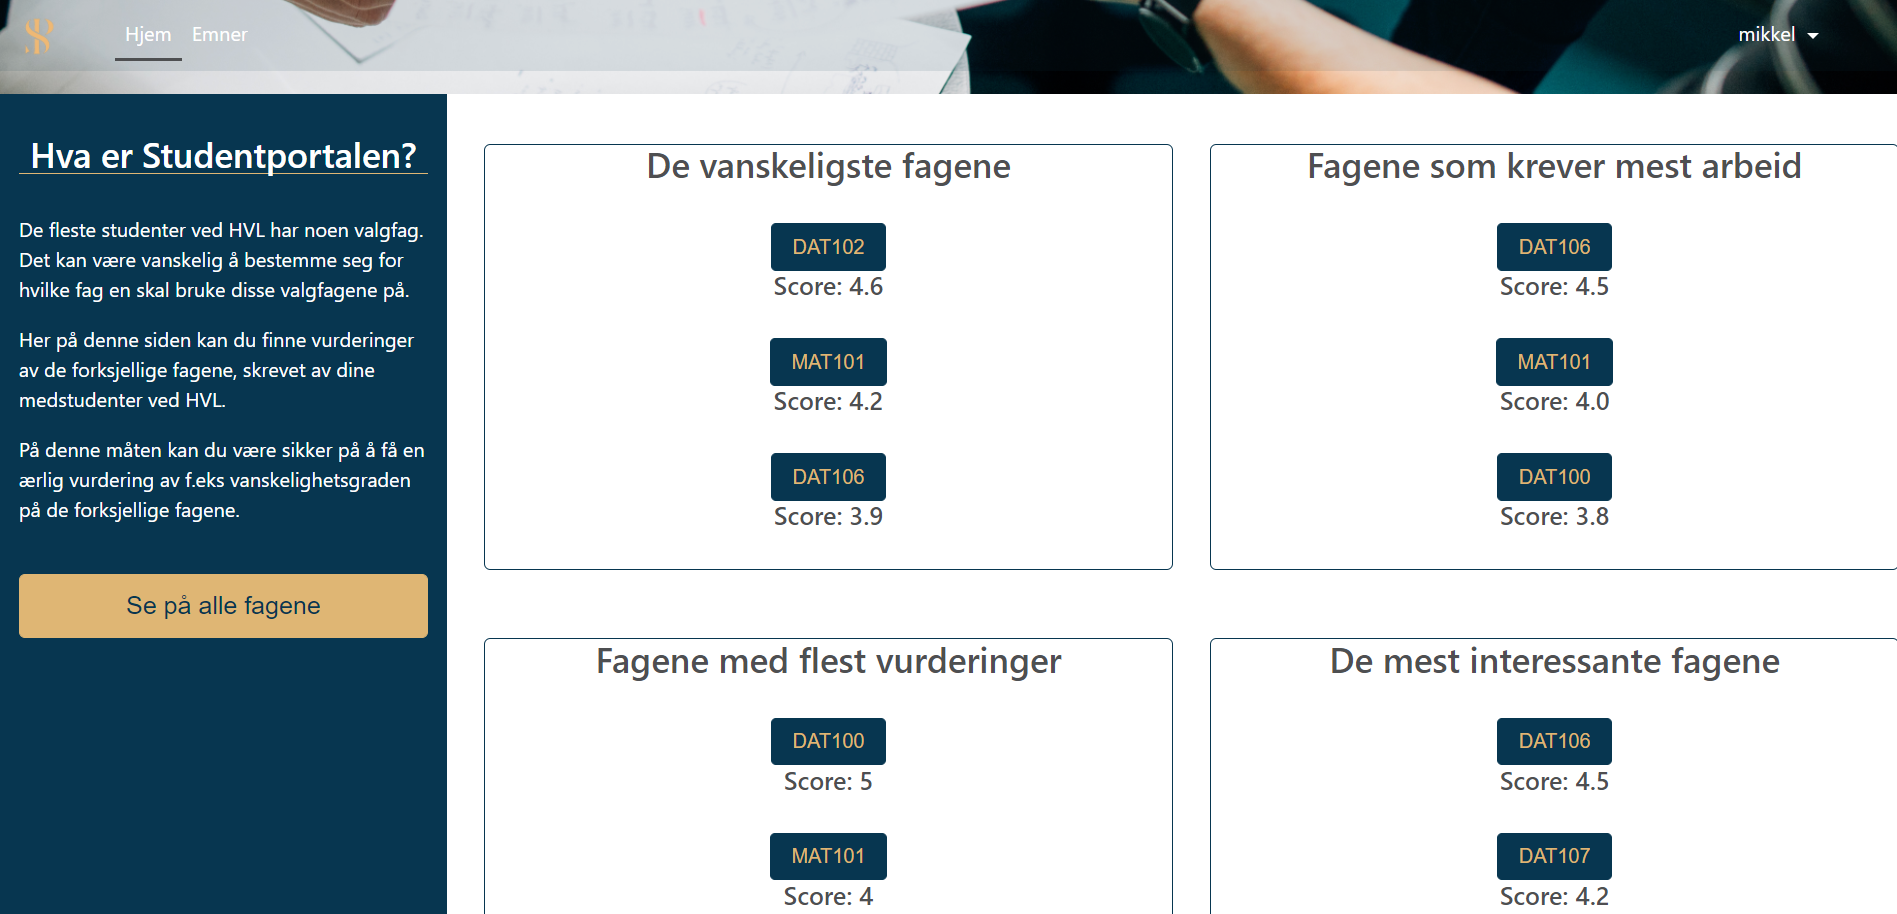 Hjem Emner mikkel
Hva er Studentportalen?
De fleste studenter ved HVL har noen valgfag.
Det kan være vanskelig å bestemme seg for
hvilke fag en skal bruke disse valgfagene på.
Her på denne siden kan du finne vurderinger
av de forksjellige fagene, skrevet av dine
medstudenter ved HVL.
På denne måten kan du være sikker på å få en
ærlig vurdering av f.eks vanskelighetsgraden
på de forksjellige fagene.
Se på alle fagene
De vanskeligste fagene
DAT102
Score: 4.6
MAT101
Score: 4.2
DAT106
Score: 3.9
Fagene som krever mest arbeid
DAT106
Score: 4.5
MAT101
Score: 4.0
DAT100
Score: 3.8
Fagene med flest vurderinger
DAT100
Score: 5
MAT101
Score: 4
De mest interessante fagene
DAT106
Score: 4.5
DAT107
Score: 4.2